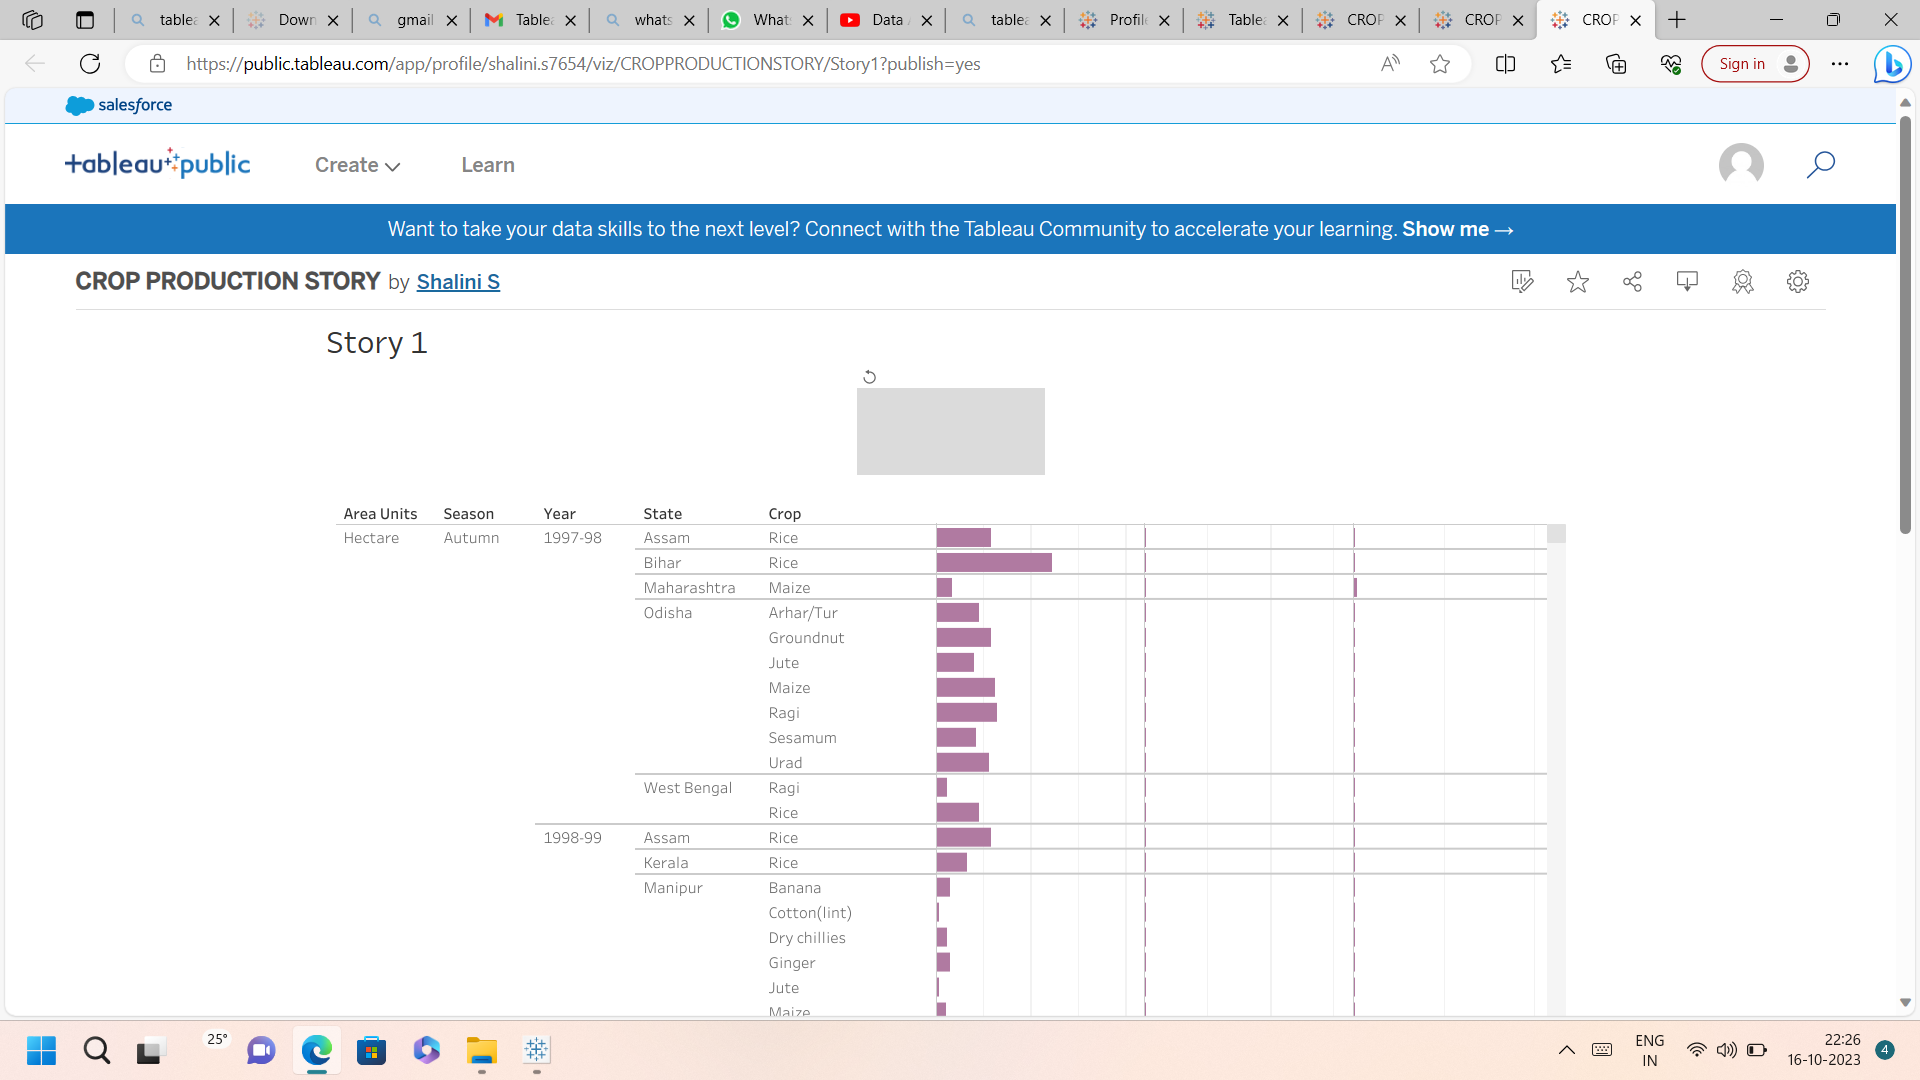 tablea
Down
gmail
Tablea
whats
What:
Data /
tablea
Profile
Table
CROP
CROP
CROP
https://public.tableau.com/app/profile/shalini.s7654/viz/CROPPRODUCTIONSTORY/Story1?publish=yes
Sign in
salesforce
tableau public
Create
Learn
Want to take your data skills to the next level? Connect with the Tableau Community to accelerate your learning. Show me →
CROP PRODUCTION STORY by Shalini S
Story 1
Area Units Season Year State Crop
Hectare Autumn 1997-98 Assam Rice
Bihar Rice
Maharashtra Maize
Odisha Arhar/Tur
Groundnut
Jute
Maize
Ragi
Sesamum
Urad
West Bengal Ragi
Rice
1998-99 Assam Rice
Kerala Rice
Manipur Banana
Cotton(lint)
Dry chillies
Ginger
Jute
Maize
25°
ENG
IN
22:26
16-10-2023
4